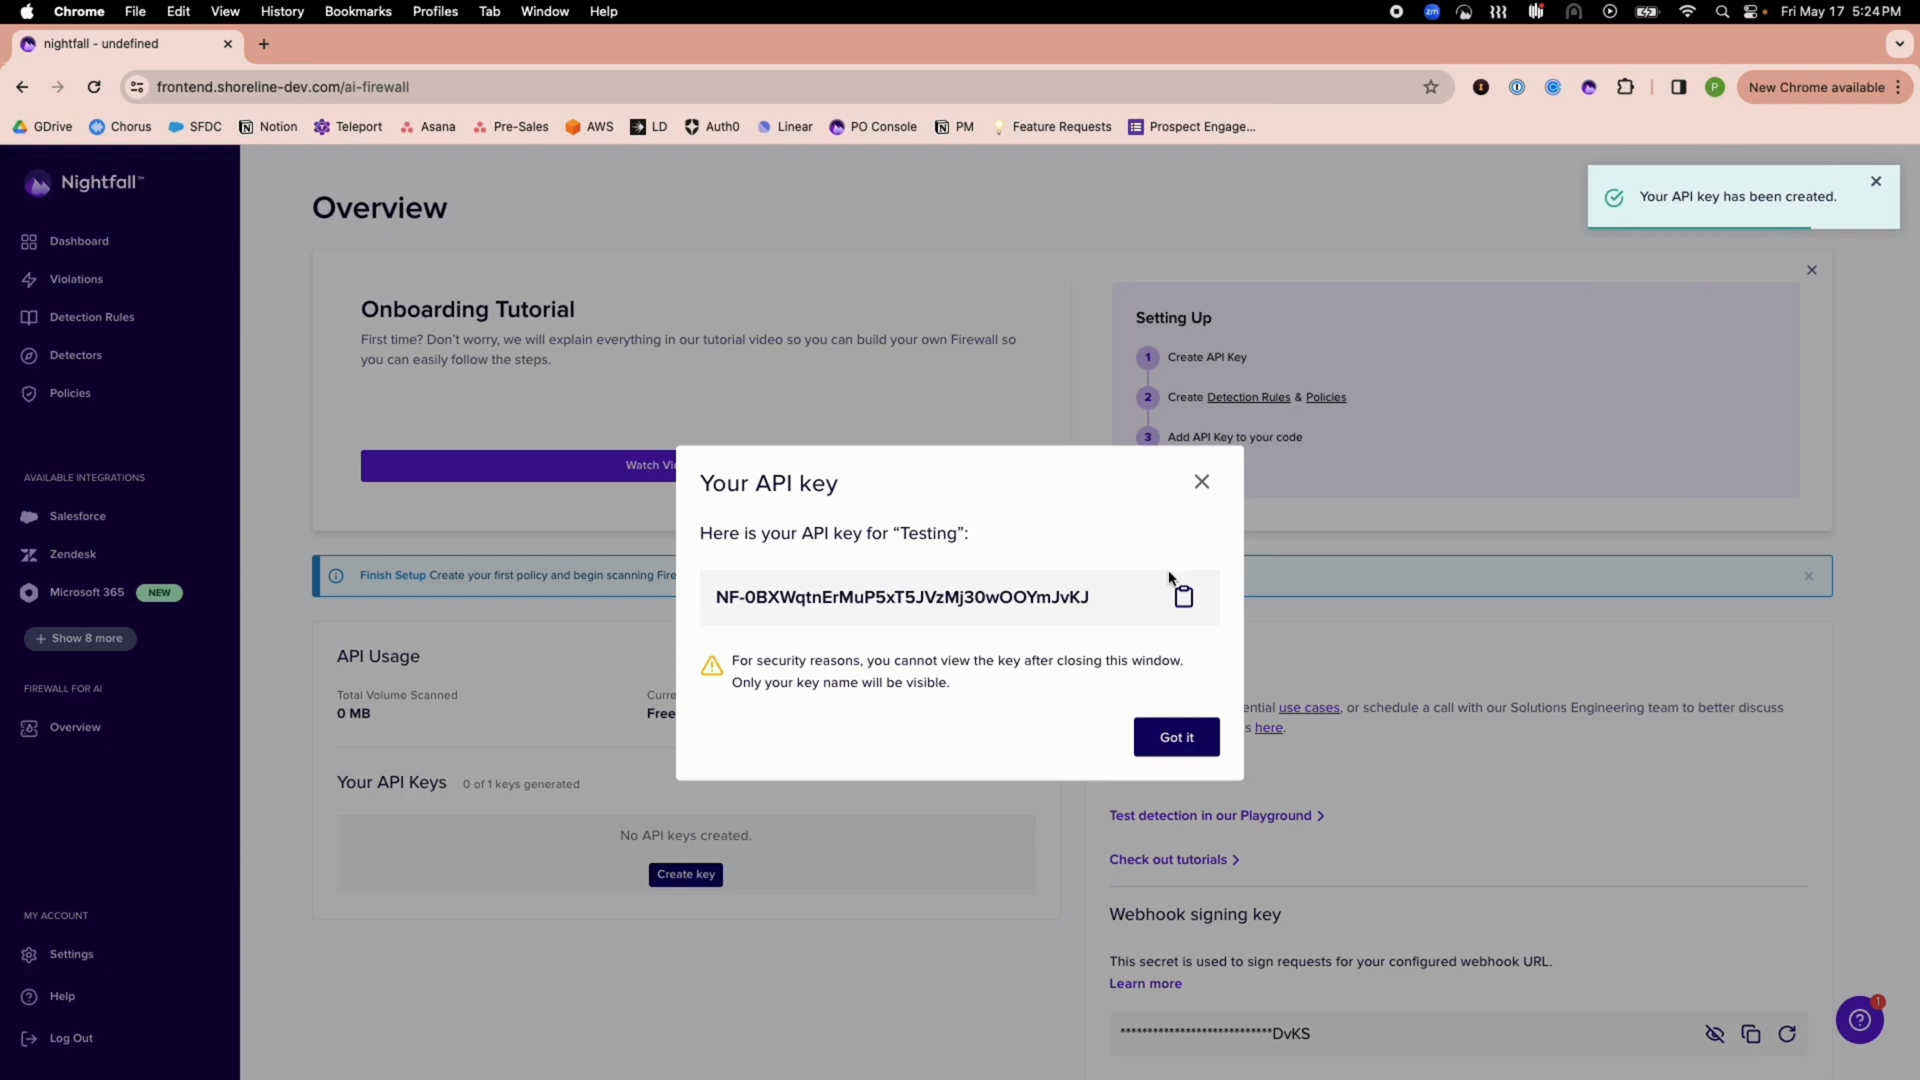 Chrome File Edit View History Bookmarks Profiles Tab Window Help
zm
Fri May 17 5:24 PM
nightfall - undefined
frontend.shoreline-dev.com/ai-firewall
P
New Chrome available
GDrive Chorus SFDC Notion Teleport Asana Pre-Sales AWS LD Auth0 Linear PO Console PM Feature Requests Prospect Engage...
Nightfall™
Dashboard
Violations
Detection Rules
Detectors
Policies
AVAILABLE INTEGRATIONS
Salesforce
Zendesk
Microsoft 365 NEW
+ Show 8 more
FIREWALL FOR AI
Overview
MY ACCOUNT
Settings
Help
Log Out
Overview
Your API key has been created.
Onboarding Tutorial
First time? Don't worry, we will explain everything in our tutorial video so you can build your own Firewall so
you can easily follow the steps.
Watch
Setting Up
1 Create API Key
2 Create Detection Rules & Policies
3 Add API Key to your code
Your API key
Here is your API key for “Testing”:
NF-0BXWqtnErMuP5xT5JVzMj30wOOYmJvKJ
For security reasons, you cannot view the key after closing this window.
Only your key name will be visible.
Got it
Finish Setup Create your first policy and begin scanning
API Usage
Total Volume Scanned
0 MB
Free
Your API Keys 0 of 1 keys generated
No API keys created.
Create key
use cases, or schedule a call with our Solutions Engineering team to better discuss
here.
Test detection in our Playground
Check out tutorials
Webhook signing key
This secret is used to sign requests for your configured webhook URL.
Learn more
****************************DvKS
1